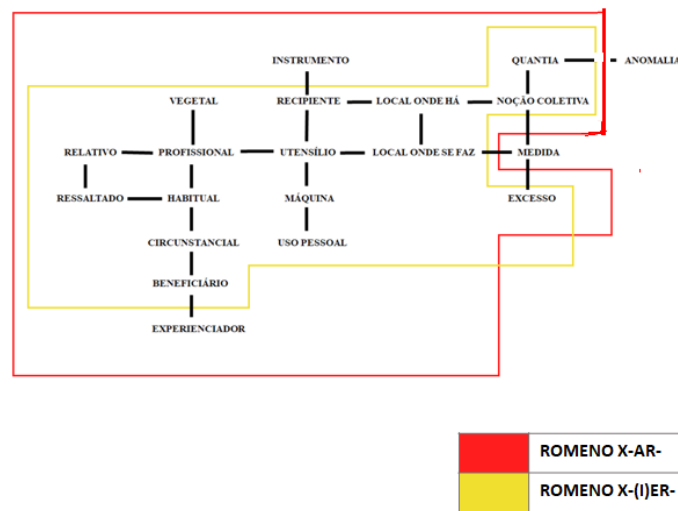 INSTRUMENTO QUANTIA ANOMALIA
VEGETAL RECIPIENTE LOCAL ONDE HÁ NOÇÃO COLETIVA
RELATIVO PROFISSIONAL UTENSÍLIO LOCAL ONDE SE FAZ MEDIDA
RESSALTADO HABITUAL MÁQUINA EXCESSO
CIRCUNSTANCIAL USO PESSOAL
BENEFICIÁRIO
EXPERIENCIADOR
ROMENO X-AR-
ROMENO X-(I)ER-